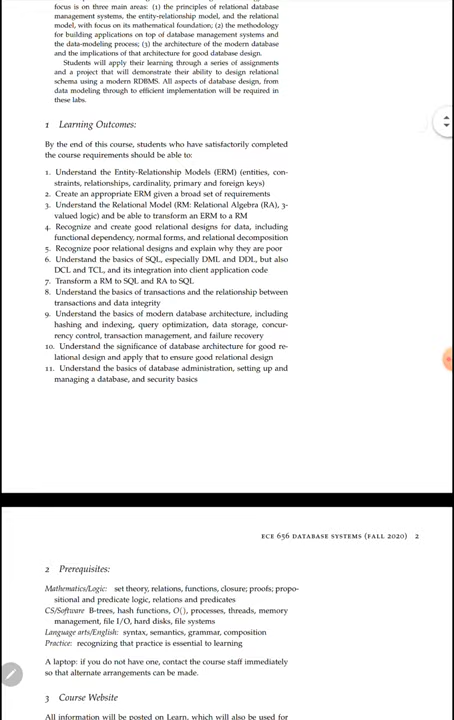 focus is on three main areas: (1) the principles of relational database
management systems, the entity-relationship model, and the relational
model, with focus on its mathematical foundation; (2) the methodology
for building applications on top of database management systems and
the data-modeling process; (3) the architecture of the modern database
and the implications of that architecture for good database design.
Students will apply their learning through a series of assignments
and a project that will demonstrate their ability to design relational
schema using a modern RDBMS. All aspects of database design, from
data modeling through to efficient implementation will be required in
these labs.
1 Learning Outcomes:
By the end of this course, students who have satisfactorily completed
the course requirements should be able to:
1. Understand the Entity-Relationship Models (ERM) (entities, con-
straints, relationships, cardinality, primary and foreign keys)
2. Create an appropriate ERM given a broad set of requirements
3. Understand the Relational Model (RM: Relational Algebra (RA), 3-
valued logic) and be able to transform an ERM to a RM
4. Recognize and create good relational designs for data, including
functional dependency, normal forms, and relational decomposition
5. Recognize poor relational designs and explain why they are poor
6. Understand the basics of SQL, especially DML and DDL, but also
DCL and TCL, and its integration into client application code
7. Transform a RM to SQL and RA to SQL
8. Understand the basics of transactions and the relationship between
transactions and data integrity
9. Understand the basics of modern database architecture, including
hashing and indexing, query optimization, data storage, concur-
rency control, transaction management, and failure recovery
10. Understand the significance of database architecture for good re-
lational design and apply that to ensure good relational design
11. Understand the basics of database administration, setting up and
managing a database, and security basics
ECE 656 DATABASE SYSTEMS (FALL 2020) 2
2 Prerequisites:
Mathematics/Logic: set theory, relations, functions, closure; proofs; propo-
sitional and predicate logic, relations and predicates
CS/Software B-trees, hash functions, O(), processes, threads, memory
management, file I/O, hard disks, file systems
Language arts/English: syntax, semantics, grammar, composition
Practice: recognizing that practice is essential to learning
A laptop: if you do not have one, contact the course staff immediately
so that alternate arrangements can be made.
3 Course Website
All information will be posted on Learn, which will also be used for